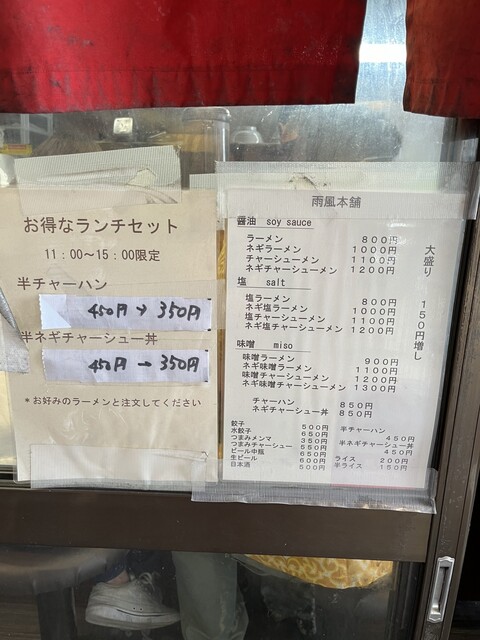 お得なランチセット
11:00～15:00限定
半チャーハン
450円→350円
半ネギチャーシュー丼
450円→350円
*お好みのラーメンと注文してください
雨風本舗
醤油 soy sauce
ラーメン 800円
ネギラーメン 1000円
チャーシューメン 1100円
ネギチャーシューメン 1200円
塩 salt
塩ラーメン 800円
ネギ塩ラーメン 1000円
塩チャーシューメン 1100円
ネギ塩チャーシューメン 1200円
味噌 miso
味噌ラーメン 900円
ネギ味噌ラーメン 1100円
味噌チャーシューメン 1200円
ネギ味噌チャーシューメン 1300円
大盛り 150円増し
チャーハン 850円
ネギチャーシュー丼 850円
餃子 500円
水餃子 650円
つまみメンマ 350円
つまみチャーシュー 550円
ビール中瓶 650円
生ビール 600円
日本酒 500円
半チャーハン
450円
半ネギチャーシュー丼
450円
ライス 200円
半ライス 150円